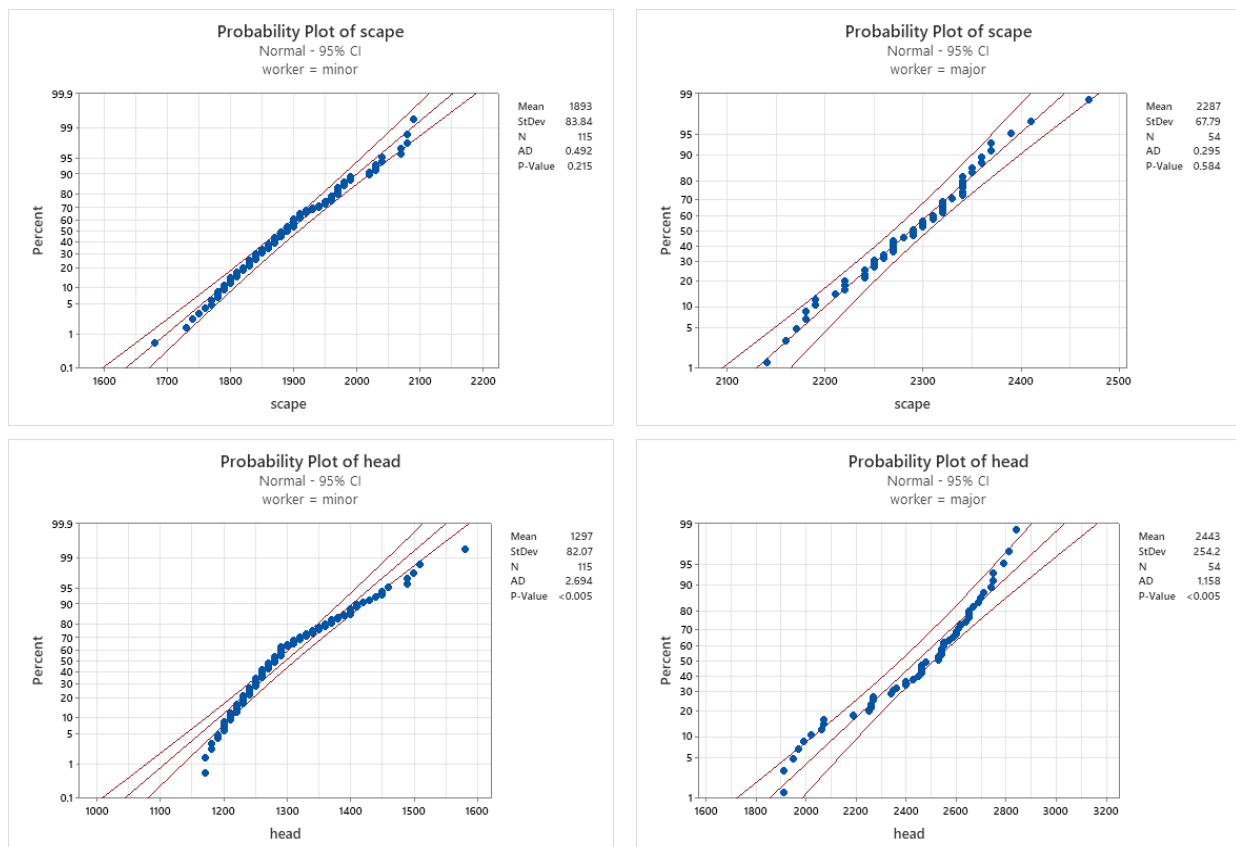 Probability Plot of scape
Normal - 95% CI
worker = minor
99.9
99
95
90
80
70
60
50
40
30
20
10
5
1
0.1
Percent
1600 1700 1800 1900 2000 2100 2200
scape
Mean 1893
StDev 83.84
N 115
AD 0.492
P-Value 0.215
Probability Plot of scape
Normal - 95% CI
worker = major
99
95
90
80
70
60
50
40
30
20
10
5
1
Percent
2100 2200 2300 2400 2500
scape
Mean 2287
StDev 67.79
N 54
AD 0.295
P-Value 0.584
Probability Plot of head
Normal - 95% CI
worker = minor
99.9
99
95
90
80
70
60
50
40
30
20
10
5
1
0.1
Percent
1000 1100 1200 1300 1400 1500 1600
head
Mean 1297
StDev 82.07
N 115
AD 2.694
P-Value <0.005
Probability Plot of head
Normal - 95% CI
worker = major
99
95
90
80
70
60
50
40
30
20
10
5
1
Percent
1600 1800 2000 2200 2400 2600 2800 3000 3200
head
Mean 2443
StDev 254.2
N 54
AD 1.158
P-Value <0.005